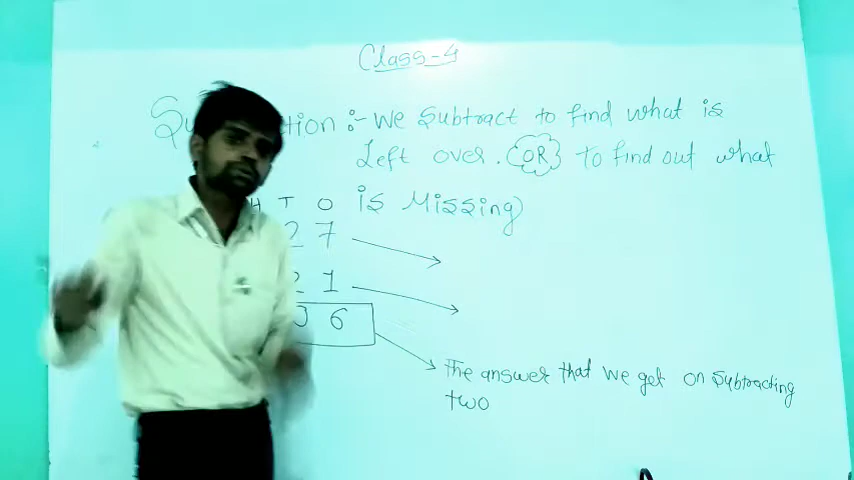 Class-4
tion :- We Subtract to find what is
Left over. OR to find out what
H T O is Missing)
2 7
2 1
0 6
The answer that we get on Subtracting
two